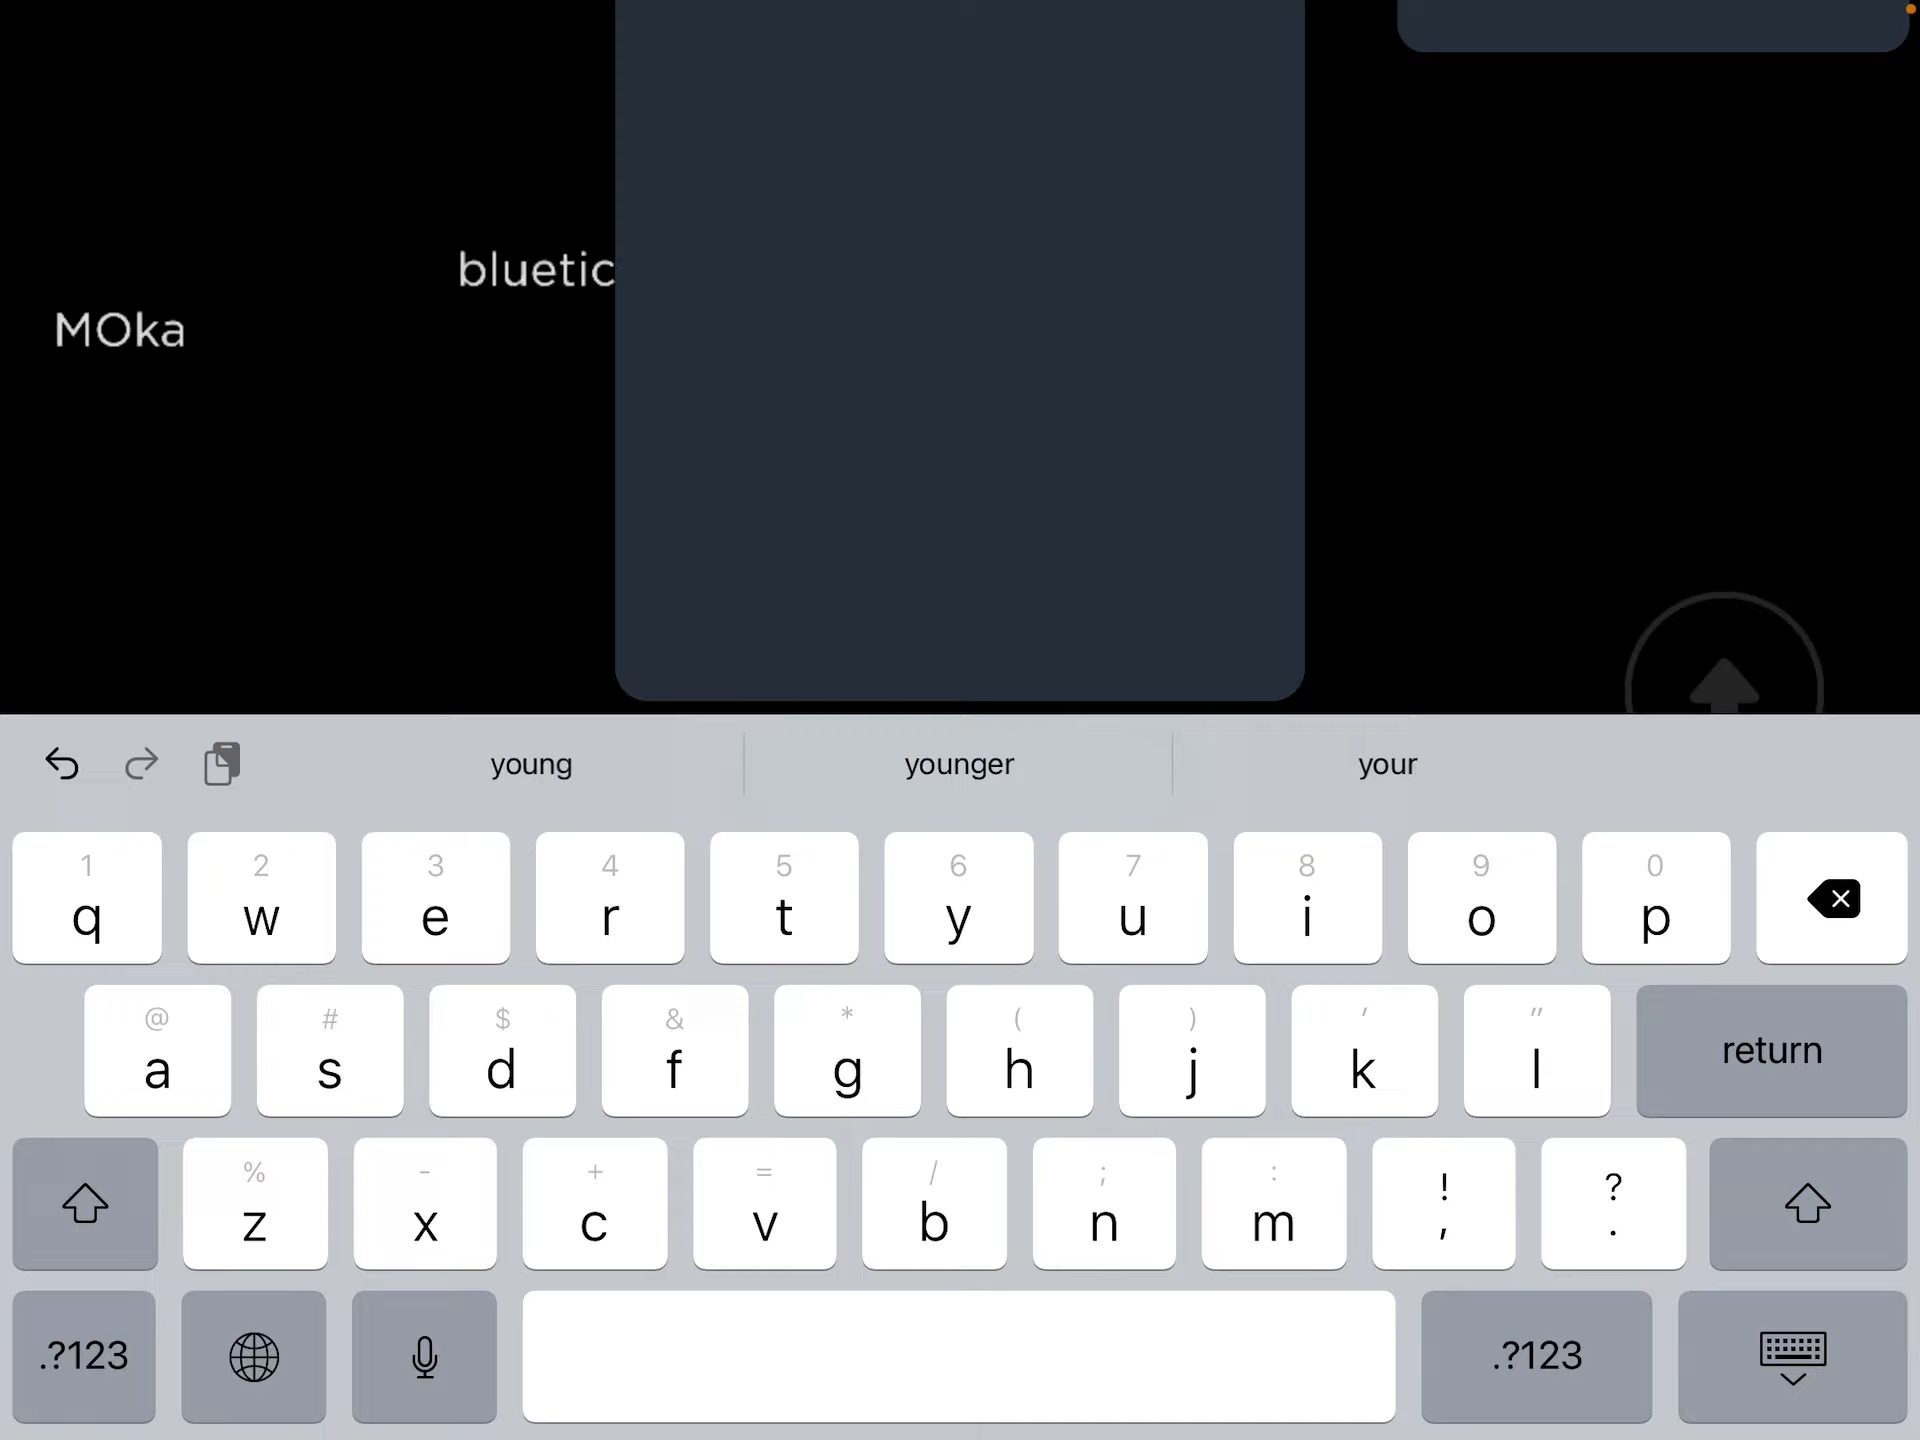 bluetic
MOka
young younger your
1 2 3 4 5 6 7 8 9 0
q w e r t y u i o p
@ # $ & * ( ) ' "
a s d f g h j k l return
% - + = / ; : ! ?
z x c v b n m , .
.?123 .?123